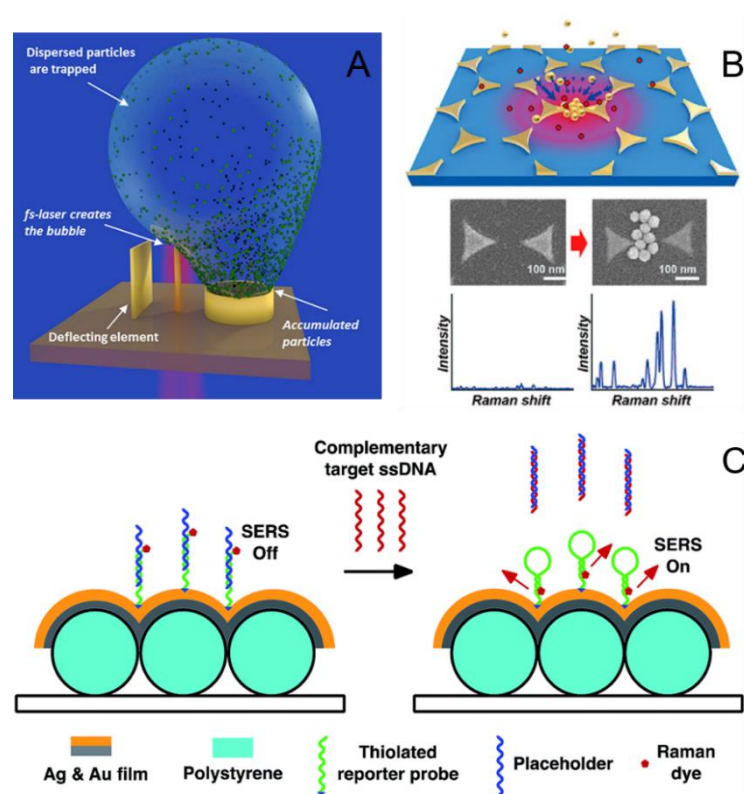 A
Dispersed particles
are trapped
fs-laser creates
the bubble
Deflecting element
Accumulated
particles
B
100 nm
100 nm
Intensity
Raman shift
Intensity
Raman shift
C
Complementary
target ssDNA
SERS
Off
SERS
On
Ag & Au film
Polystyrene
Thiolated
reporter probe
Placeholder
Raman
dye